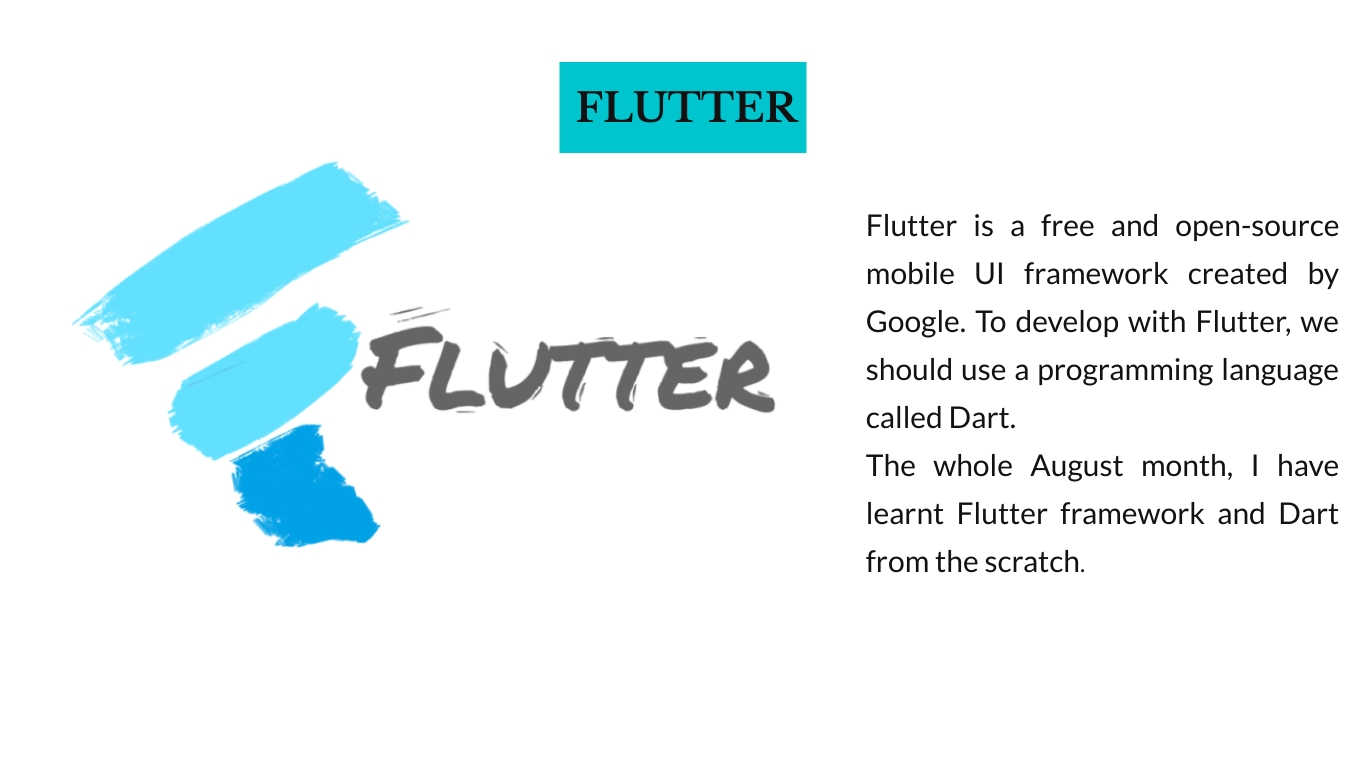 FLUTTER
FLUTTER
Flutter is a free and open-source
mobile UI framework created by
Google. To develop with Flutter, we
should use a programming language
called Dart.
The whole August month, I have
learnt Flutter framework and Dart
from the scratch.